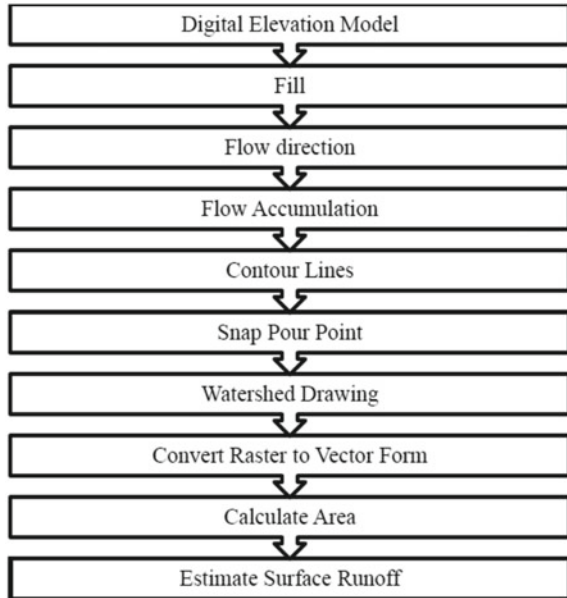 Digital Elevation Model
Fill
Flow direction
Flow Accumulation
Contour Lines
Snap Pour Point
Watershed Drawing
Convert Raster to Vector Form
Calculate Area
Estimate Surface Runoff